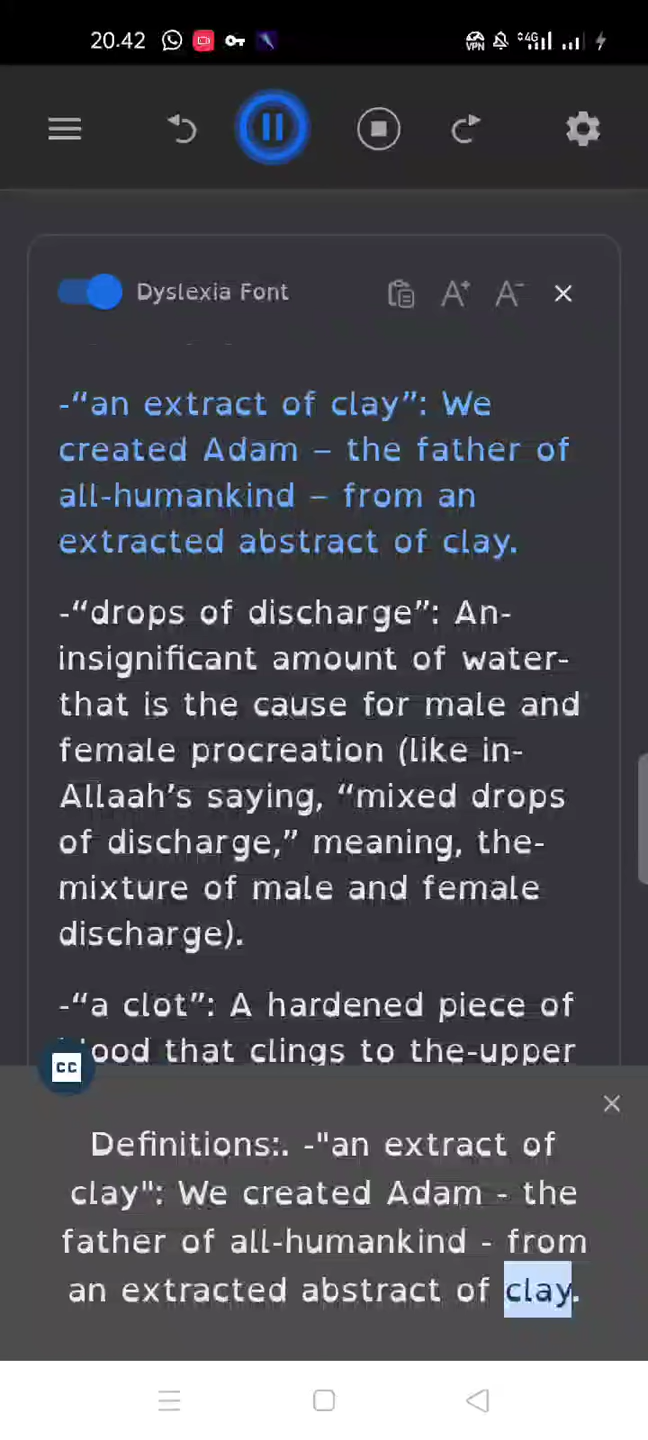 20.42
VPN 4G
Dyslexia Font A+ A-
-“an extract of clay”: We
created Adam – the father of
all-humankind – from an
extracted abstract of clay.
-“drops of discharge”: An-
insignificant amount of water-
that is the cause for male and
female procreation (like in-
Allaah’s saying, “mixed drops
of discharge,” meaning, the-
mixture of male and female
discharge).
-“a clot”: A hardened piece of
ood that clings to the-upper
CC
Definitions:. -"an extract of
clay": We created Adam - the
father of all-humankind - from
an extracted abstract of clay.